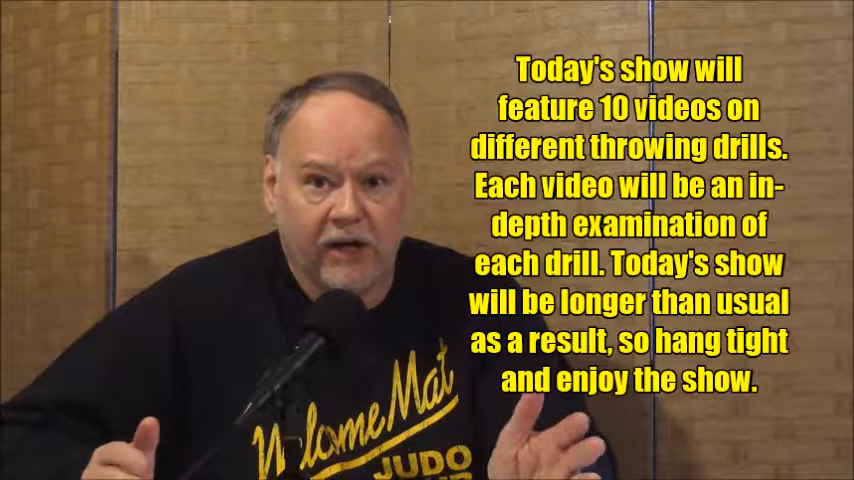 Today's show will
feature 10 videos on
different throwing drills.
Each video will be an in-
depth examination of
each drill. Today's show
will be longer than usual
as a result, so hang tight
and enjoy the show.
Welcome Mat
JUDO